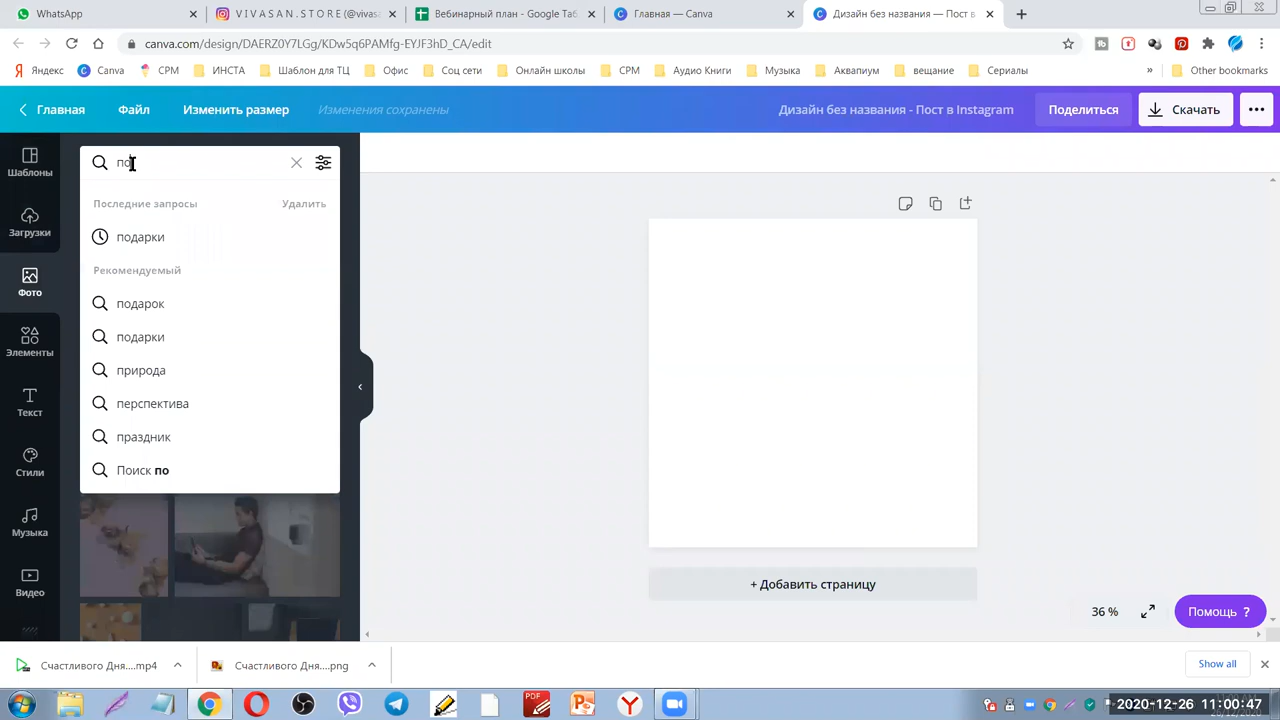 WhatsApp
V I V A S A N . S T O R E (@vivas
Вебинарный план - Google Таб
Главная — Canva
Дизайн без названия — Пост в
canva.com/design/DAERZ0Y7LGg/KDw5q6PAMfg-EYJF3hD_CA/edit
Яндекс
Canva
СРМ
ИНСТА
Шаблон для ТЦ
Офис
Соц сети
Онлайн школы
СРМ
Аудио Книги
Музыка
Аквапиум
вещание
Сериалы
»
Other bookmarks
Главная
Файл
Изменить размер
Изменения сохранены
Дизайн без названия - Пост в Instagram
Поделиться
Скачать
Шаблоны
Загрузки
Фото
Элементы
Текст
Стили
Музыка
Видео
по
Последние запросы
Удалить
подарки
Рекомендуемый
подарок
подарки
природа
перспектива
праздник
Поиск по
+ Добавить страницу
36 %
Помощь ?
Счастливого Дня....mp4
Счастливого Дня....png
Show all
PDF
2020-12-26 11:00:47